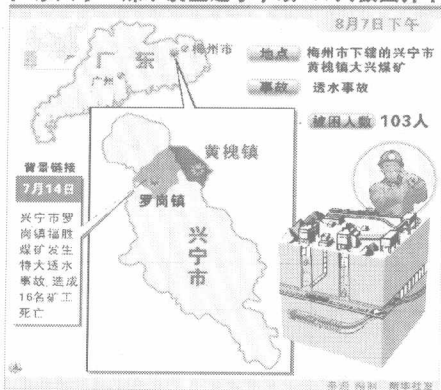 8月7日下午
广东
梅州市
广州
地点 梅州市下辖的兴宁市
黄槐镇大兴煤矿
事故 透水事故
被困人数 103人
黄槐镇
罗岗镇
兴宁市
背景链接
7月14日
兴宁市罗
岗镇福胜
煤矿发生
特大透水
事故,造成
16名矿工
死亡